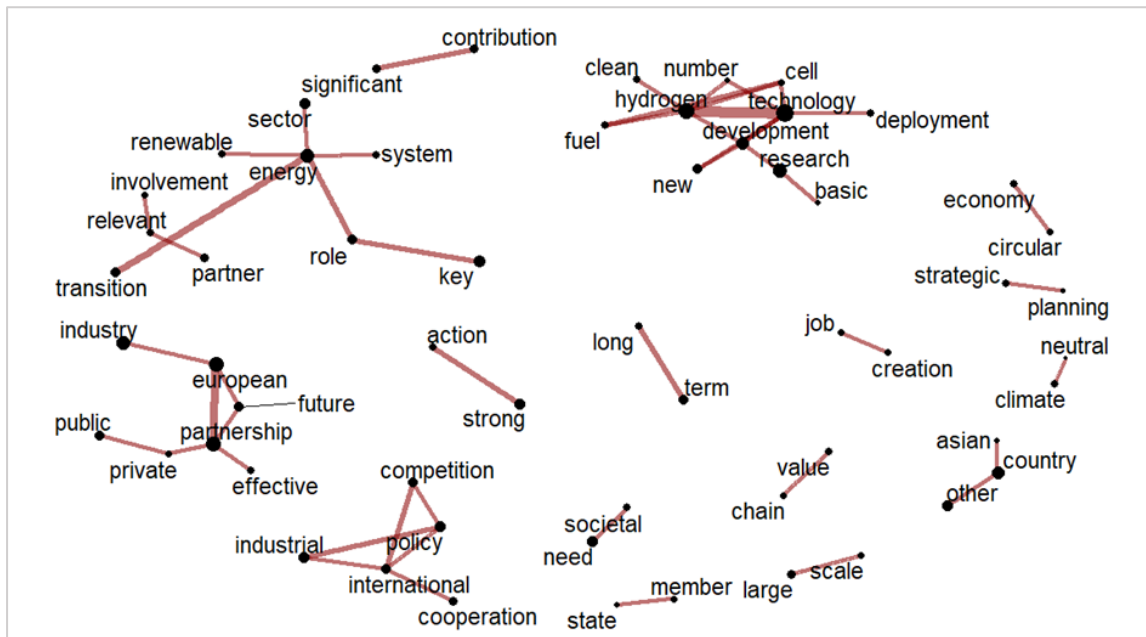 contribution
significant
sector
renewable
energy
system
involvement
relevant
partner
transition
role
key
clean
number
cell
hydrogen
technology
fuel
development
deployment
research
new
basic
economy
circular
strategic
planning
industry
european
future
public
partnership
private
effective
action
strong
long
term
job
creation
neutral
climate
competition
industrial
policy
international
cooperation
societal
need
member
state
value
chain
asian
country
other
large
scale